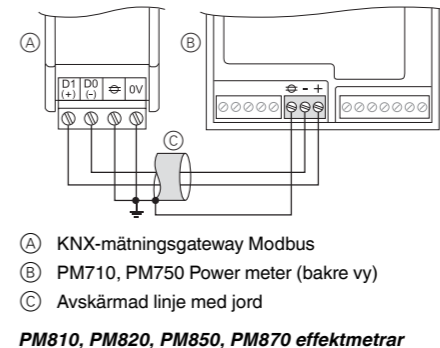 A
B
D1 D0 ⏚ 0V
(+) (-)
⏚ - +
C
A KNX-mätningsgateway Modbus
B PM710, PM750 Power meter (bakre vy)
C Avskärmad linje med jord
PM810, PM820, PM850, PM870 effektmetrar